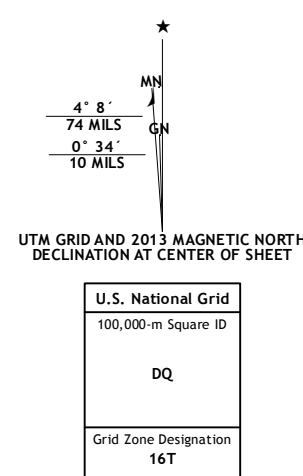 ★
MN
4° 8´
74 MILS
GN
0° 34´
10 MILS
UTM GRID AND 2013 MAGNETIC NORTH
DECLINATION AT CENTER OF SHEET
U.S. National Grid
100,000-m Square ID
DQ
Grid Zone Designation
16T